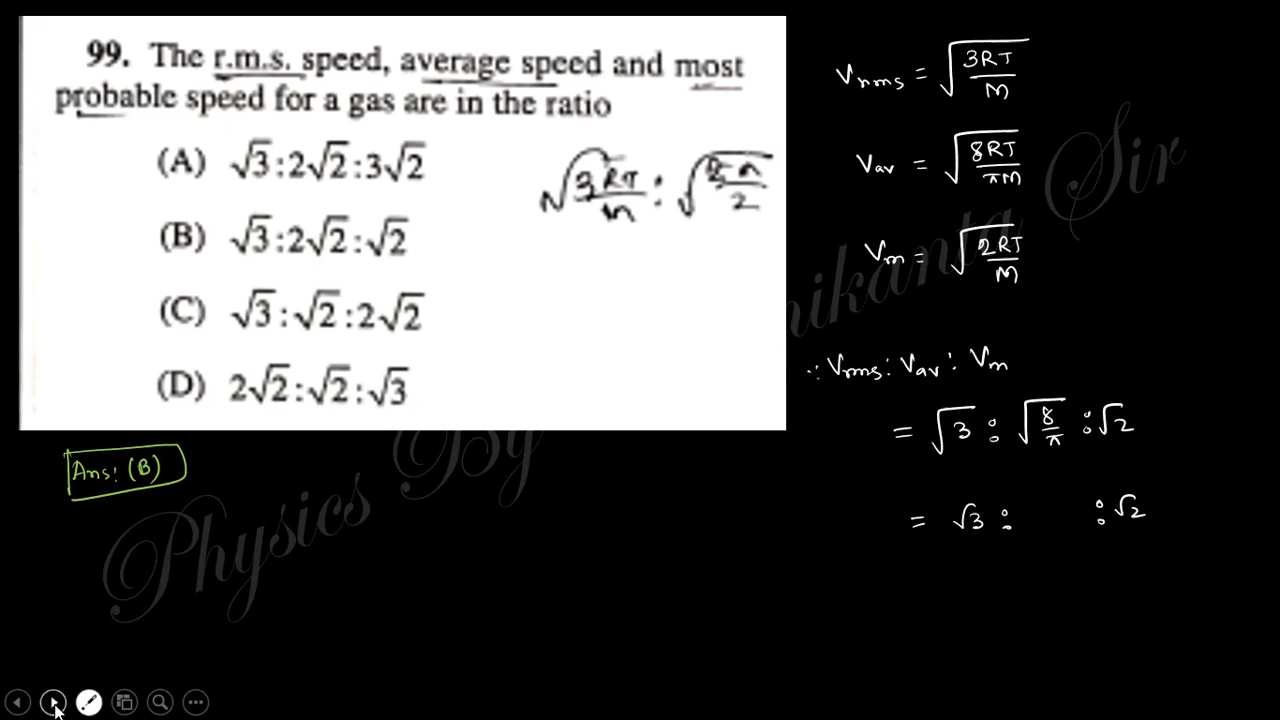 99. The r.m.s. speed, average speed and most
probable speed for a gas are in the ratio
(A) √3 : 2√2 : 3√2
(B) √3 : 2√2 : √2
(C) √3 : √2 : 2√2
(D) 2√2 : √2 : √3
√3RT/m : √
Ans: (B)
Vrms = √3RT/M
Vav = √8RT/πM
Vm = √2RT/M
∴ Vrms : Vav : Vm
= √3 : √8/π : √2
= √3 : : √2
Physics By nikanta Sir